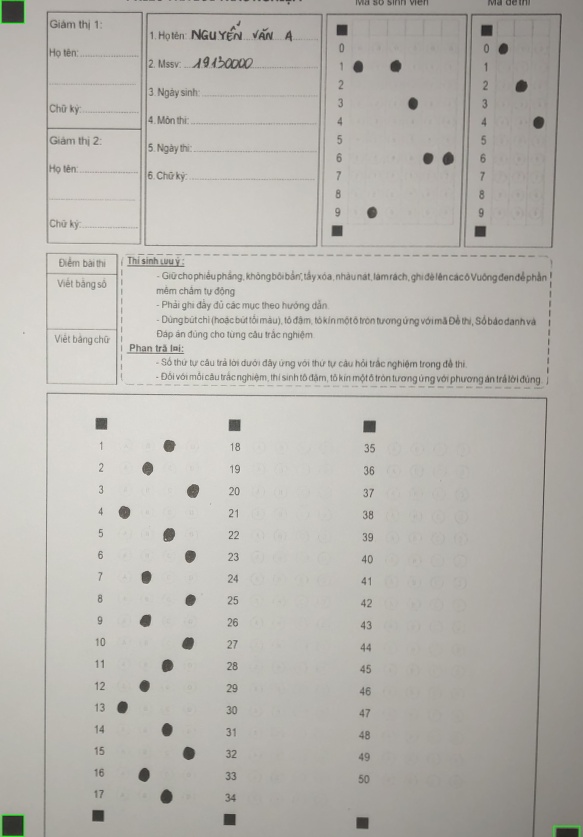 Mã số sinh viên
Mã đề thi
Giám thị 1:
Họ tên:
Chữ ký:
Giám thị 2:
Họ tên:
Chữ ký:
1. Họ tên: NGUYỄN VĂN A
2. Mssv: 19130000
3. Ngày sinh:
4. Môn thi:
5. Ngày thi:
6. Chữ ký:
0
1
2
3
4
5
6
7
8
9
0
1
2
3
4
5
6
7
8
9
Điểm bài thi
Viết bằng số
Viết bằng chữ
Thí sinh lưu ý:
- Giữ cho phiếu phẳng, không bôi bẩn, tẩy xóa, nhàu nát, làm rách, ghi đè lên các ô Vuông đen để phần
mềm chấm tự động
- Phải ghi đầy đủ các mục theo hướng dẫn
- Dùng bút chì (hoặc bút tối màu), tô đậm, tô kín một ô tròn tương ứng với mã Đề thi, Số báo danh và
Đáp án đúng cho từng câu trắc nghiệm
Phần trả lời:
- Số thứ tự câu trả lời dưới đây ứng với thứ tự câu hỏi trắc nghiệm trong đề thi.
- Đối với mỗi câu trắc nghiệm, thí sinh tô đậm, tô kín một ô tròn tương ứng với phương án trả lời đúng.
1
2
3
4
5
6
7
8
9
10
11
12
13
14
15
16
17
18
19
20
21
22
23
24
25
26
27
28
29
30
31
32
33
34
35
36
37
38
39
40
41
42
43
44
45
46
47
48
49
50